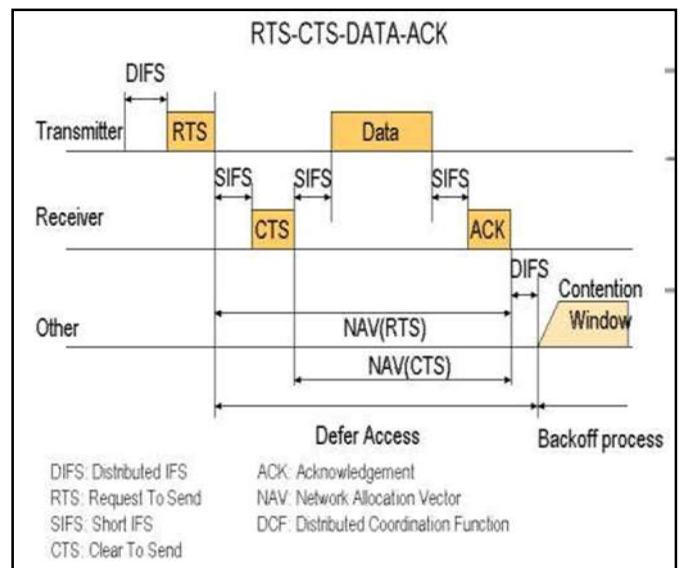 RTS-CTS-DATA-ACK
DIFS
Transmitter
RTS
Data
SIFS
SIFS
SIFS
Receiver
CTS
ACK
DIFS
Contention
Window
Other
NAV(RTS)
NAV(CTS)
Defer Access
Backoff process
DIFS: Distributed IFS
RTS: Request To Send
SIFS: Short IFS
CTS: Clear To Send
ACK: Acknowledgement
NAV: Network Allocation Vector
DCF: Distributed Coordination Function